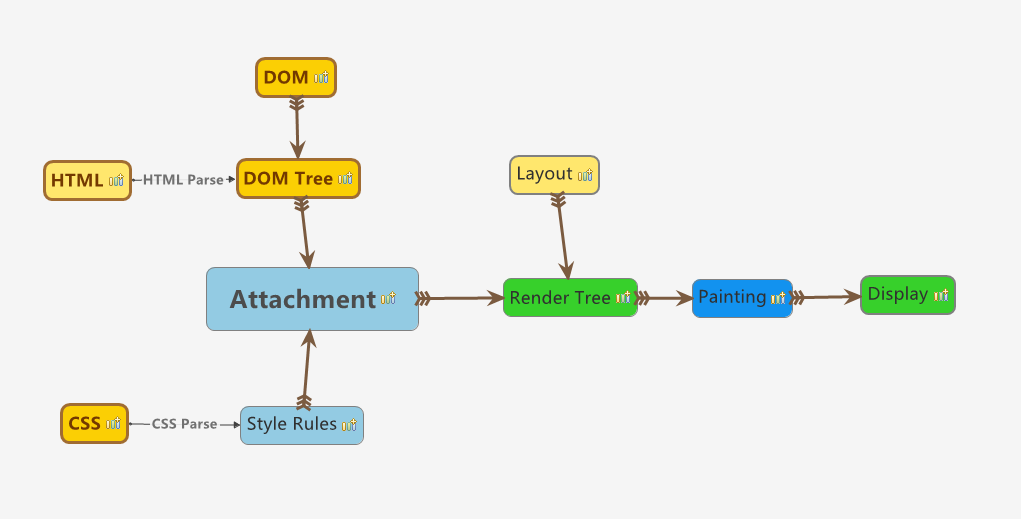 DOM
HTML
HTML Parse
DOM Tree
Layout
Attachment
Render Tree
Painting
Display
CSS
CSS Parse
Style Rules